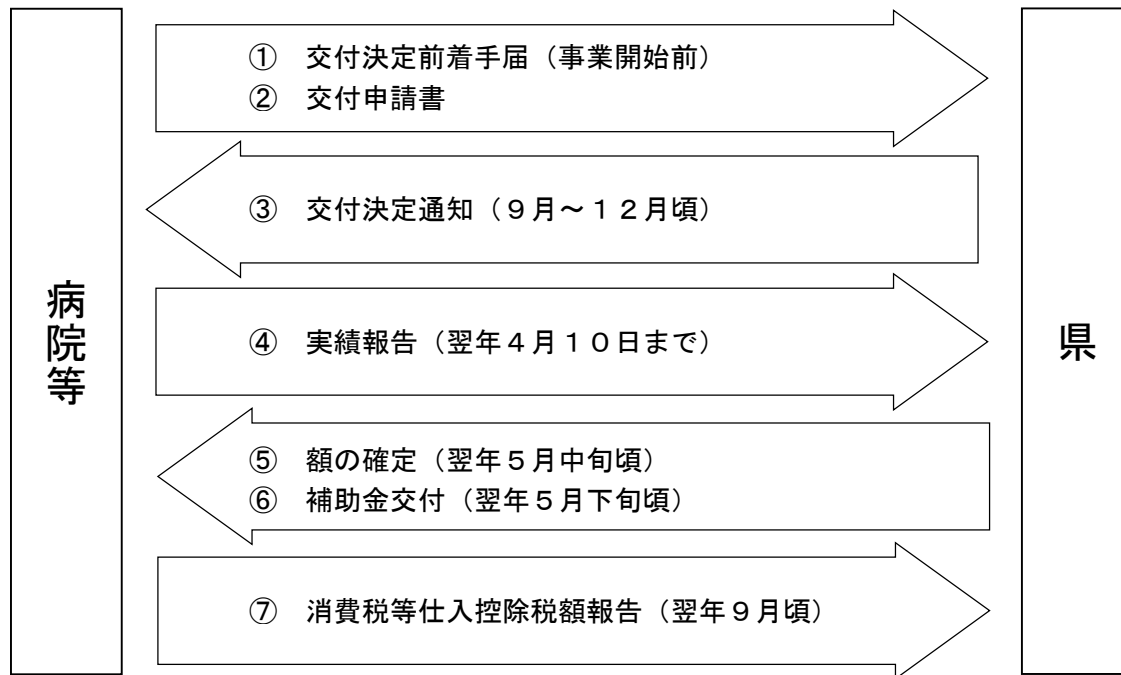 病院等
① 交付決定前着手届（事業開始前）
② 交付申請書
③ 交付決定通知（９月～１２月頃）
④ 実績報告（翌年４月１０日まで）
⑤ 額の確定（翌年５月中旬頃）
⑥ 補助金交付（翌年５月下旬頃）
⑦ 消費税等仕入控除税額報告（翌年９月頃）
県